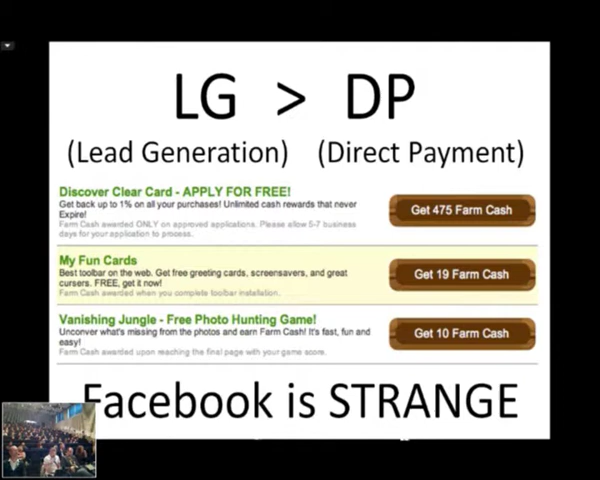 LG > DP
(Lead Generation) (Direct Payment)
Discover Clear Card - APPLY FOR FREE!
Get back up to 1% on all your purchases! Unlimited cash rewards that never
Expire!
Farm Cash awarded ONLY on approved applications. Please allow 5-7 business
days for your application to process.
Get 475 Farm Cash
My Fun Cards
Best toolbar on the web. Get free greeting cards, screensavers, and great
cursers. FREE, get it now!
Farm Cash awarded when you complete toolbar installation.
Get 19 Farm Cash
Vanishing Jungle - Free Photo Hunting Game!
Unconver what's missing from the photos and earn Farm Cash! It's fast, fun and
easy!
Farm Cash awarded upon reaching the final page with your game score.
Get 10 Farm Cash
Facebook is STRANGE